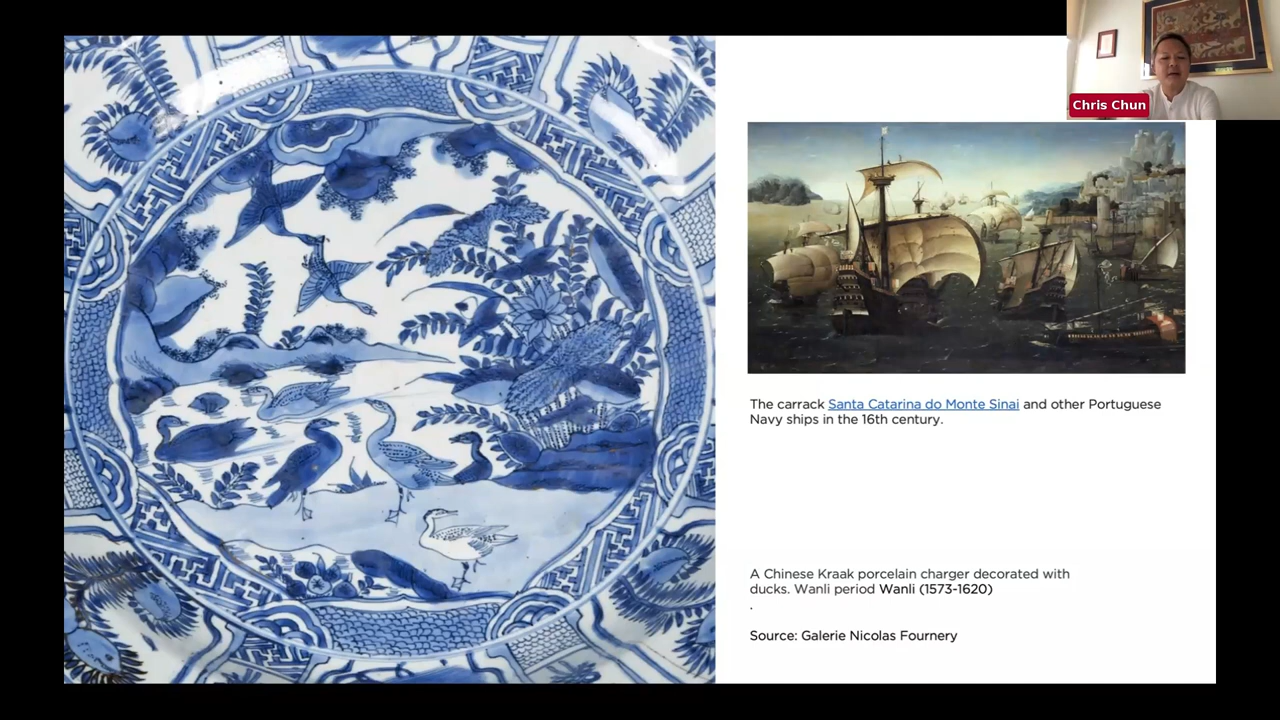 Chris Chun
The carrack Santa Catarina do Monte Sinai and other Portuguese
Navy ships in the 16th century.
A Chinese Kraak porcelain charger decorated with
ducks. Wanli period Wanli (1573-1620)
.
Source: Galerie Nicolas Fournery